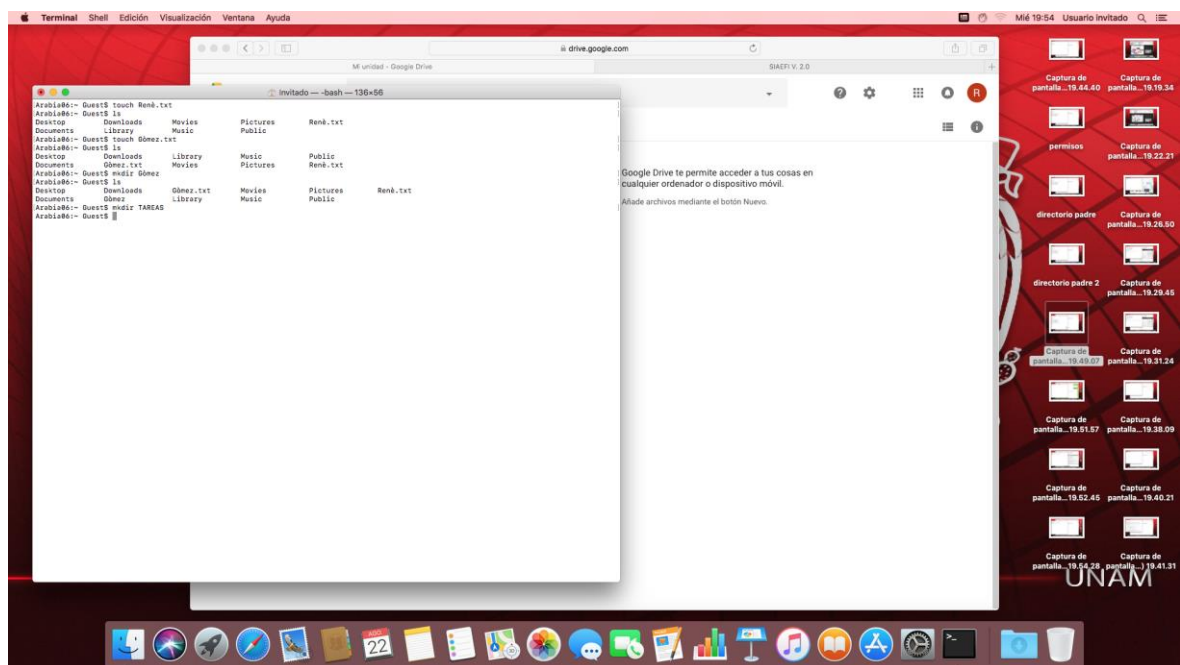 Terminal Shell Edición Visualización Ventana Ayuda
Mié 19:54 Usuario invitado
drive.google.com
Mi unidad - Google Drive
SIAEFI V. 2.0
R
Google Drive te permite acceder a tus cosas en
cualquier ordenador o dispositivo móvil.
Añade archivos mediante el botón Nuevo.
Invitado — -bash — 136×56
Arabia06:~ Guest$ touch Renè.txt
Arabia06:~ Guest$ ls
Desktop Downloads Movies Pictures Renè.txt
Documents Library Music Public
Arabia06:~ Guest$ touch Gòmez.txt
Arabia06:~ Guest$ ls
Desktop Downloads Library Music Public
Documents Gòmez.txt Movies Pictures Renè.txt
Arabia06:~ Guest$ mkdir Gòmez
Arabia06:~ Guest$ ls
Desktop Downloads Gòmez.txt Movies Pictures Renè.txt
Documents Gòmez Library Music Public
Arabia06:~ Guest$ mkdir TAREAS
Arabia06:~ Guest$
Captura de Captura de
pantalla...19.44.40 pantalla...19.19.34
permisos Captura de
pantalla...19.22.21
directorio padre Captura de
pantalla...19.26.50
directorio padre 2 Captura de
pantalla...19.29.45
Captura de Captura de
pantalla...19.49.07 pantalla...19.31.24
Captura de Captura de
pantalla...19.51.57 pantalla...19.38.09
Captura de Captura de
pantalla...19.52.45 pantalla...19.40.21
Captura de Captura de
pantalla...19.54.28 pantalla...) 19.41.31
UNAM
AGO
22